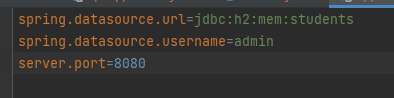 spring.datasource.url=jdbc:h2:mem:students
spring.datasource.username=admin
server.port=8080